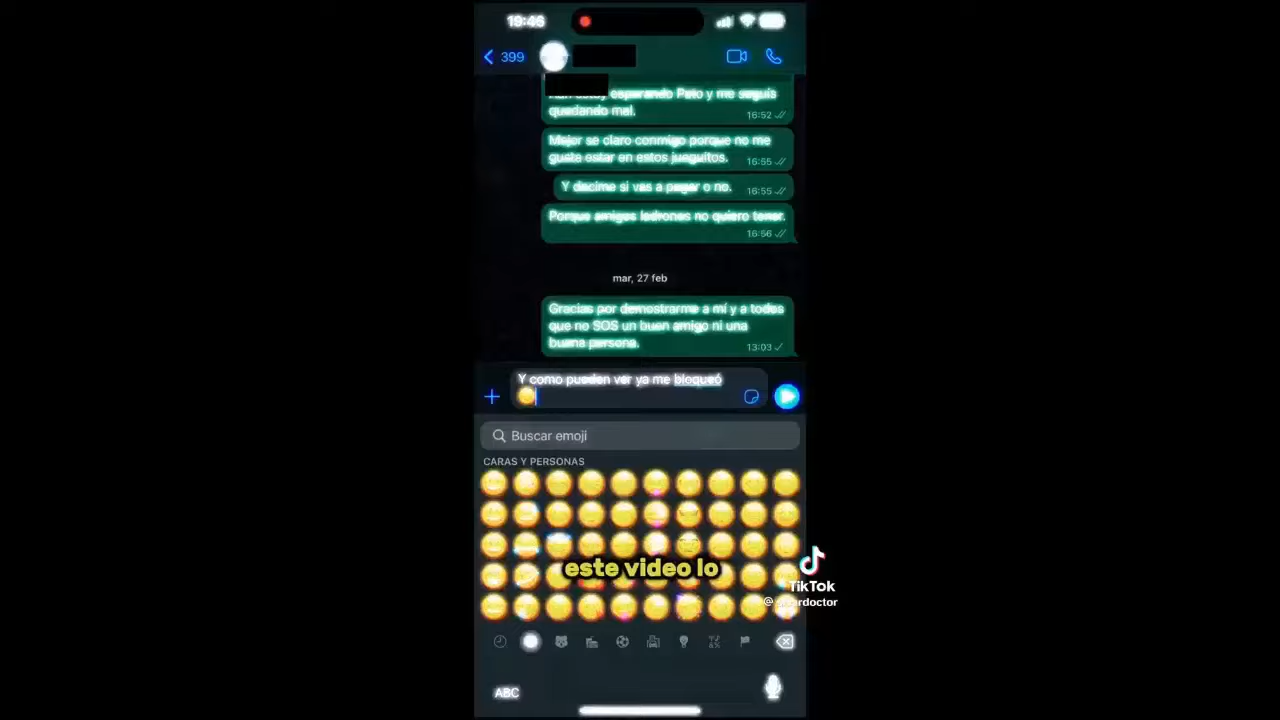 19:46
399
esperando Pato y me seguis
quedando mal.
16:52
Mejor se claro conmigo porque no me
gusta estar en estos jueguitos.
16:55
Y decime si vas a pagar o no.
16:55
Porque amigos ladrones no quiero tener.
16:56
mar, 27 feb
Gracias por demostrarme a mí y a todos
que no SOS un buen amigo ni una
buena persona.
13:03
Y como pueden ver ya me bloqueó
Buscar emoji
CARAS Y PERSONAS
este video lo
TikTok
ABC